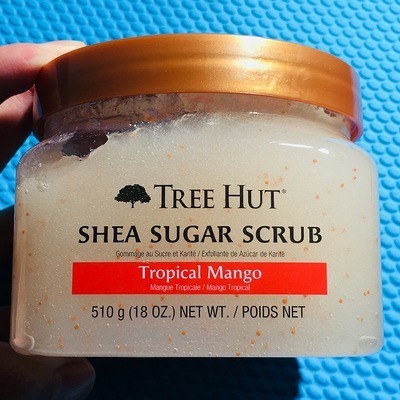 TREE HUT®
SHEA SUGAR SCRUB
Gommage au Sucre et Karité / Exfoliante de Azúcar de Karité
Tropical Mango
Mangue Tropicale / Mango Tropical
510 g (18 OZ.) NET WT. / POIDS NET